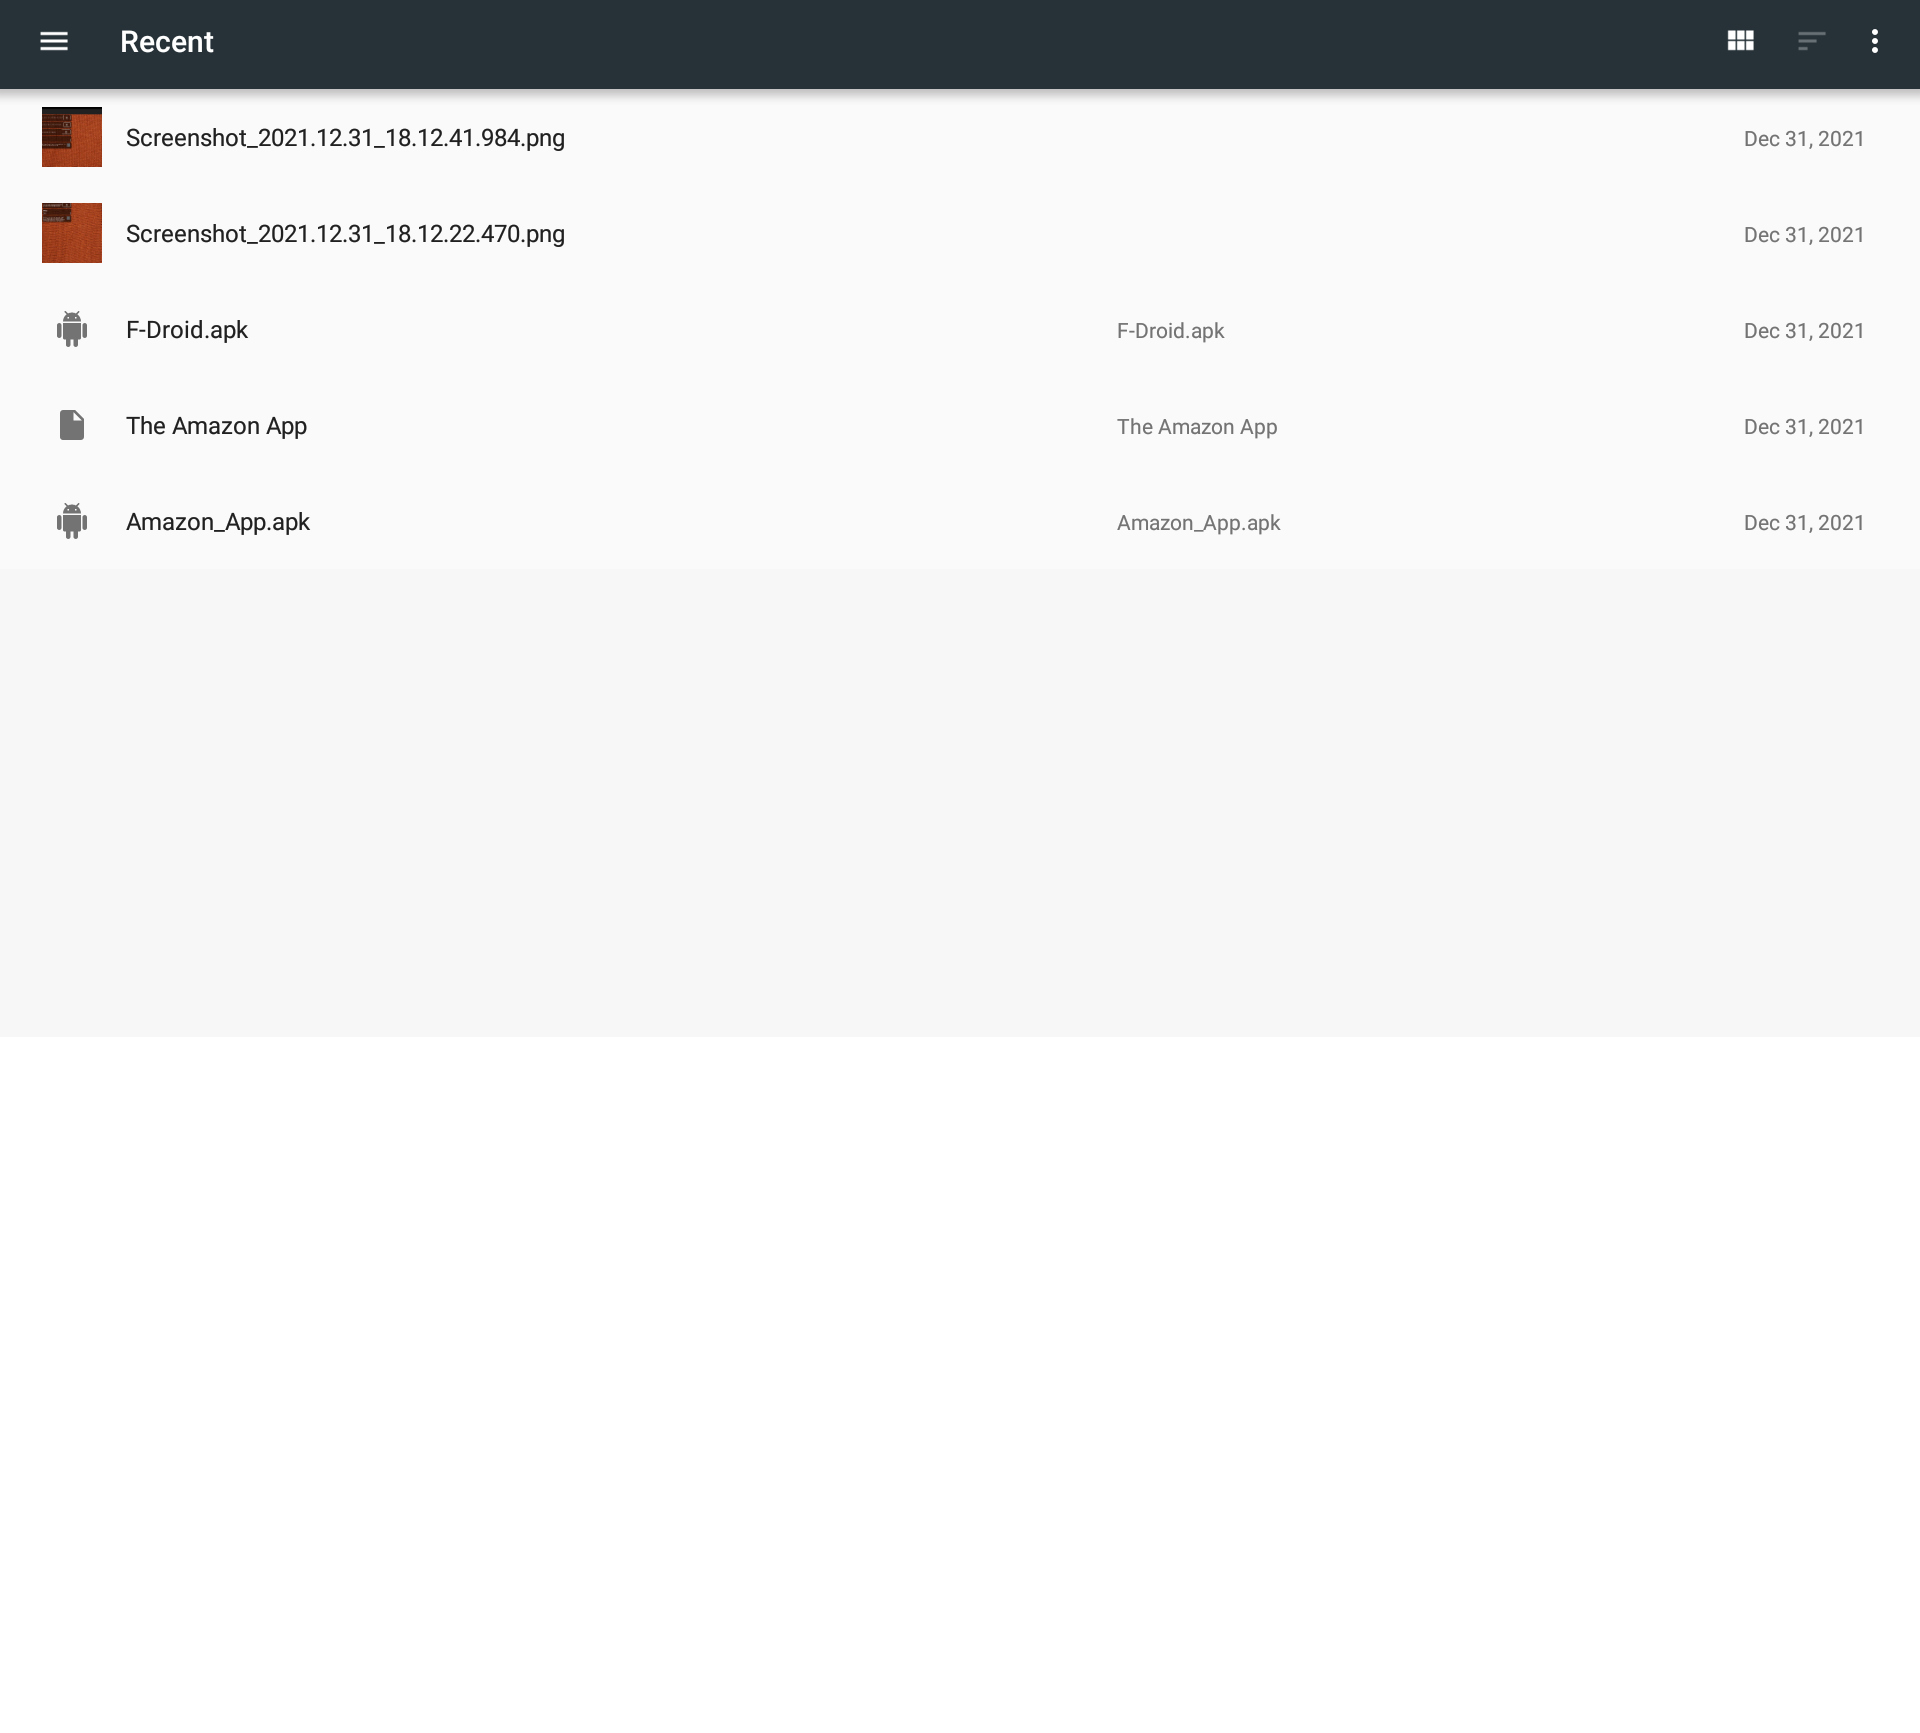 Recent
Screenshot_2021.12.31_18.12.41.984.png Dec 31, 2021
Screenshot_2021.12.31_18.12.22.470.png Dec 31, 2021
F-Droid.apk F-Droid.apk Dec 31, 2021
The Amazon App The Amazon App Dec 31, 2021
Amazon_App.apk Amazon_App.apk Dec 31, 2021